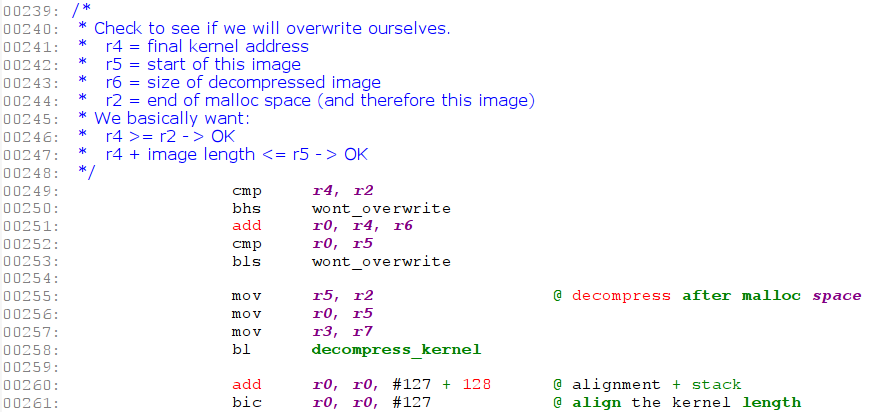 00239: /*
00240:  * Check to see if we will overwrite ourselves.
00241:  *   r4 = final kernel address
00242:  *   r5 = start of this image
00243:  *   r6 = size of decompressed image
00244:  *   r2 = end of malloc space (and therefore this image)
00245:  * We basically want:
00246:  *   r4 >= r2 -> OK
00247:  *   r4 + image length <= r5 -> OK
00248:  */
00249: cmp r4, r2
00250: bhs wont_overwrite
00251: add r0, r4, r6
00252: cmp r0, r5
00253: bls wont_overwrite
00254:
00255: mov r5, r2 @ decompress after malloc space
00256: mov r0, r5
00257: mov r3, r7
00258: bl decompress_kernel
00259:
00260: add r0, r0, #127 + 128 @ alignment + stack
00261: bic r0, r0, #127 @ align the kernel length